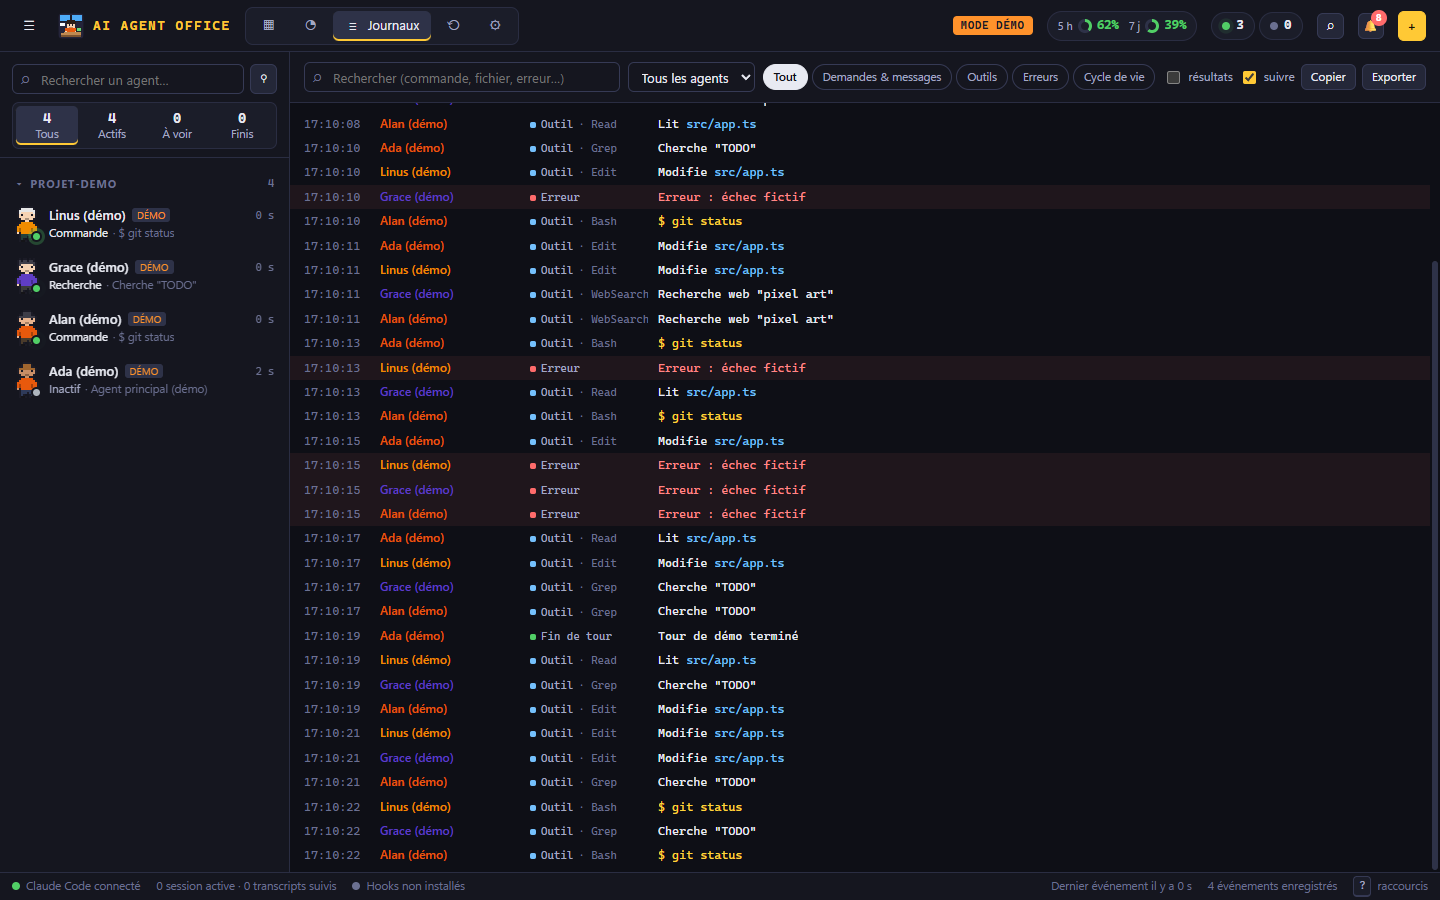 AI AGENT OFFICE
Journaux
MODE DÉMO
5 h 62% 7 j 39%
3
0
8
+
Rechercher un agent...
4 Tous
4 Actifs
0 À voir
0 Finis
PROJET-DEMO 4
Linus (démo) DÉMO 0 s
Commande · $ git status
Grace (démo) DÉMO 0 s
Recherche · Cherche "TODO"
Alan (démo) DÉMO 0 s
Commande · $ git status
Ada (démo) DÉMO 2 s
Inactif · Agent principal (démo)
Rechercher (commande, fichier, erreur...)
Tous les agents
Tout
Demandes & messages
Outils
Erreurs
Cycle de vie
résultats
suivre
Copier
Exporter
17:10:08 Alan (démo) Outil · Read Lit src/app.ts
17:10:10 Ada (démo) Outil · Grep Cherche "TODO"
17:10:10 Linus (démo) Outil · Edit Modifie src/app.ts
17:10:10 Grace (démo) Erreur Erreur : échec fictif
17:10:10 Alan (démo) Outil · Bash $ git status
17:10:11 Ada (démo) Outil · Edit Modifie src/app.ts
17:10:11 Linus (démo) Outil · Edit Modifie src/app.ts
17:10:11 Grace (démo) Outil · WebSearch Recherche web "pixel art"
17:10:11 Alan (démo) Outil · WebSearch Recherche web "pixel art"
17:10:13 Ada (démo) Outil · Bash $ git status
17:10:13 Linus (démo) Erreur Erreur : échec fictif
17:10:13 Grace (démo) Outil · Read Lit src/app.ts
17:10:13 Alan (démo) Outil · Bash $ git status
17:10:15 Ada (démo) Outil · Edit Modifie src/app.ts
17:10:15 Linus (démo) Erreur Erreur : échec fictif
17:10:15 Grace (démo) Erreur Erreur : échec fictif
17:10:15 Alan (démo) Erreur Erreur : échec fictif
17:10:17 Ada (démo) Outil · Read Lit src/app.ts
17:10:17 Linus (démo) Outil · Edit Modifie src/app.ts
17:10:17 Grace (démo) Outil · Grep Cherche "TODO"
17:10:17 Alan (démo) Outil · Grep Cherche "TODO"
17:10:19 Ada (démo) Fin de tour Tour de démo terminé
17:10:19 Linus (démo) Outil · Read Lit src/app.ts
17:10:19 Grace (démo) Outil · Grep Cherche "TODO"
17:10:19 Alan (démo) Outil · Edit Modifie src/app.ts
17:10:21 Linus (démo) Outil · Edit Modifie src/app.ts
17:10:21 Grace (démo) Outil · Edit Modifie src/app.ts
17:10:21 Alan (démo) Outil · Grep Cherche "TODO"
17:10:22 Linus (démo) Outil · Bash $ git status
17:10:22 Grace (démo) Outil · Grep Cherche "TODO"
17:10:22 Alan (démo) Outil · Bash $ git status
Claude Code connecté 0 session active · 0 transcripts suivis Hooks non installés
Dernier événement il y a 0 s 4 événements enregistrés ? raccourcis